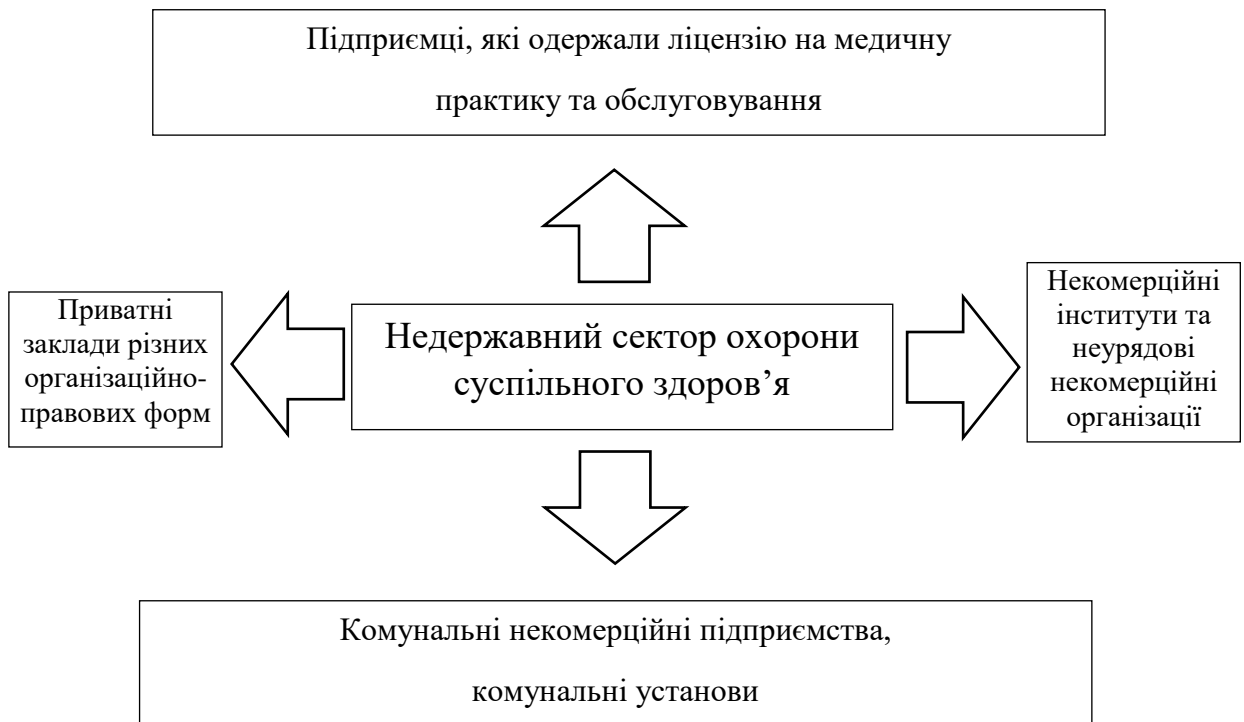 Підприємці, які одержали ліцензію на медичну
практику та обслуговування
Приватні
заклади різних
організаційно-
правових форм
Недержавний сектор охорони
суспільного здоров’я
Некомерційні
інститути та
неурядові
некомерційні
організації
Комунальні некомерційні підприємства,
комунальні установи